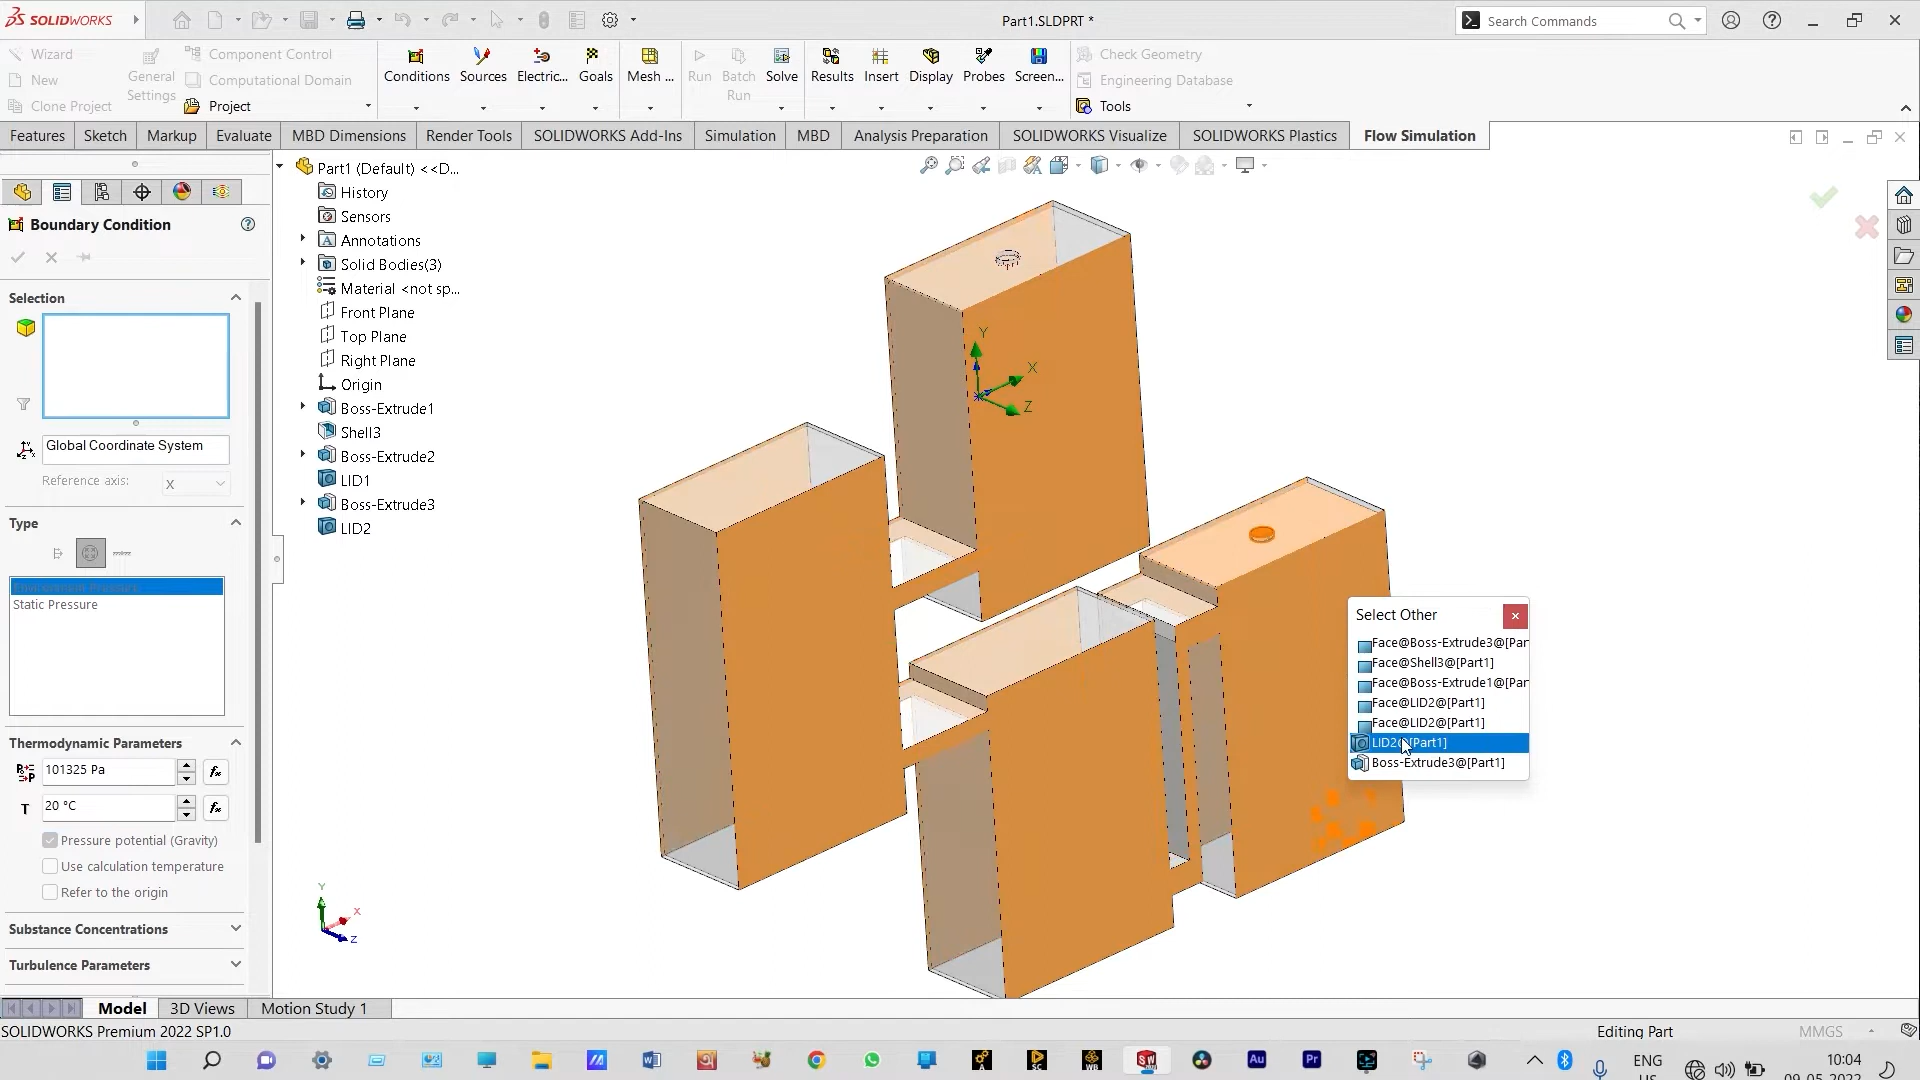 SOLIDWORKS
Part1.SLDPRT *
Search Commands
Wizard
New
Clone Project
General Settings
Component Control
Computational Domain
Project
Conditions
Sources
Electric...
Goals
Mesh ...
Run
Batch Run
Solve
Results
Insert
Display
Probes
Screen...
Check Geometry
Engineering Database
Tools
Features
Sketch
Markup
Evaluate
MBD Dimensions
Render Tools
SOLIDWORKS Add-Ins
Simulation
MBD
Analysis Preparation
SOLIDWORKS Visualize
SOLIDWORKS Plastics
Flow Simulation
Boundary Condition
Selection
Global Coordinate System
Reference axis:
X
Type
Environment Pressure
Static Pressure
Thermodynamic Parameters
101325 Pa
T
20 °C
Pressure potential (Gravity)
Use calculation temperature
Refer to the origin
Substance Concentrations
Turbulence Parameters
Part1 (Default) <<D...
History
Sensors
Annotations
Solid Bodies(3)
Material <not sp...
Front Plane
Top Plane
Right Plane
Origin
Boss-Extrude1
Shell3
Boss-Extrude2
LID1
Boss-Extrude3
LID2
Y
X
Z
Y
X
Z
Select Other
Face@Boss-Extrude3@[Par
Face@Shell3@[Part1]
Face@Boss-Extrude1@[Par
Face@LID2@[Part1]
Face@LID2@[Part1]
LID2@[Part1]
Boss-Extrude3@[Part1]
Model
3D Views
Motion Study 1
SOLIDWORKS Premium 2022 SP1.0
Editing Part
MMGS
ENG
10:04
09-05-2022